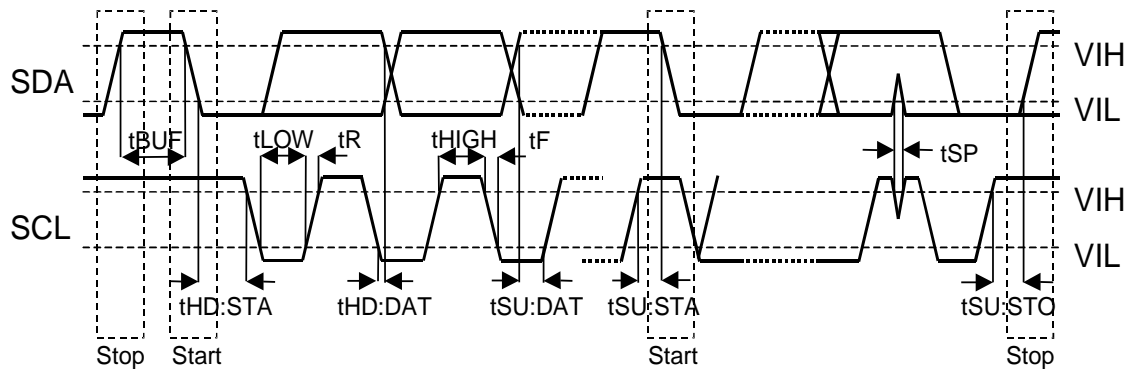 SDA
VIH
VIL
tBUF
tLOW
tR
tHIGH
tF
tSP
SCL
VIH
VIL
tHD:STA
tHD:DAT
tSU:DAT
tSU:STA
tSU:STO
Stop
Start
Start
Stop